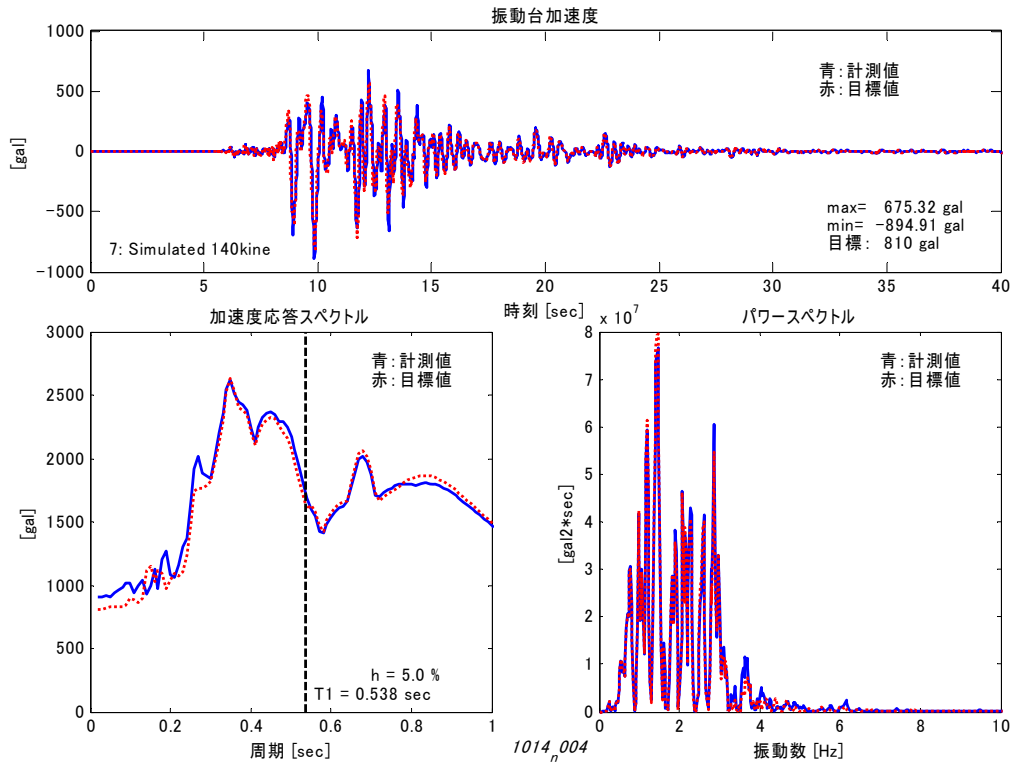 振動台加速度
1000
500
0
-500
-1000
[gal]
青:計測値
赤:目標値
max= 675.32 gal
min= -894.91 gal
目標: 810 gal
7: Simulated 140kine
0 5 10 15 20 25 30 35 40
時刻 [sec]
加速度応答スペクトル
3000
2500
2000
1500
1000
500
0
[gal]
青:計測値
赤:目標値
h = 5.0 %
T1 = 0.538 sec
0 0.2 0.4 0.6 0.8 1
周期 [sec]
パワースペクトル
x 10^7
8
7
6
5
4
3
2
1
0
[gal2*sec]
青:計測値
赤:目標値
0 2 4 6 8 10
振動数 [Hz]
1014_n004